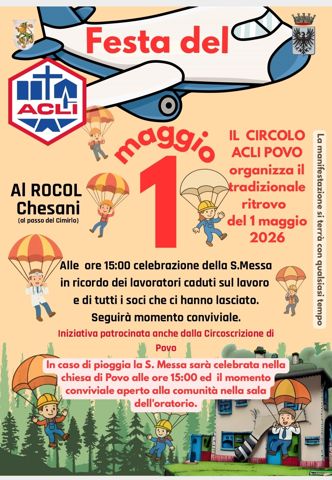 Festa del
ACLI
maggio
1
IL CIRCOLO
ACLI POVO
organizza il
tradizionale
ritrovo
del 1 maggio
2026
Al ROCOL
Chesani
(al passo del Cimirlo)
La manifestazione si terrà con qualsiasi tempo
Alle ore 15:00 celebrazione della S.Messa
in ricordo dei lavoratori caduti sul lavoro
e di tutti i soci che ci hanno lasciato.
Seguirà momento conviviale.
Iniziativa patrocinata anche dalla Circoscrizione di
Povo
In caso di pioggia la S. Messa sarà celebrata nella
chiesa di Povo alle ore 15:00 ed il momento
conviviale aperto alla comunità nella sala
dell'oratorio.